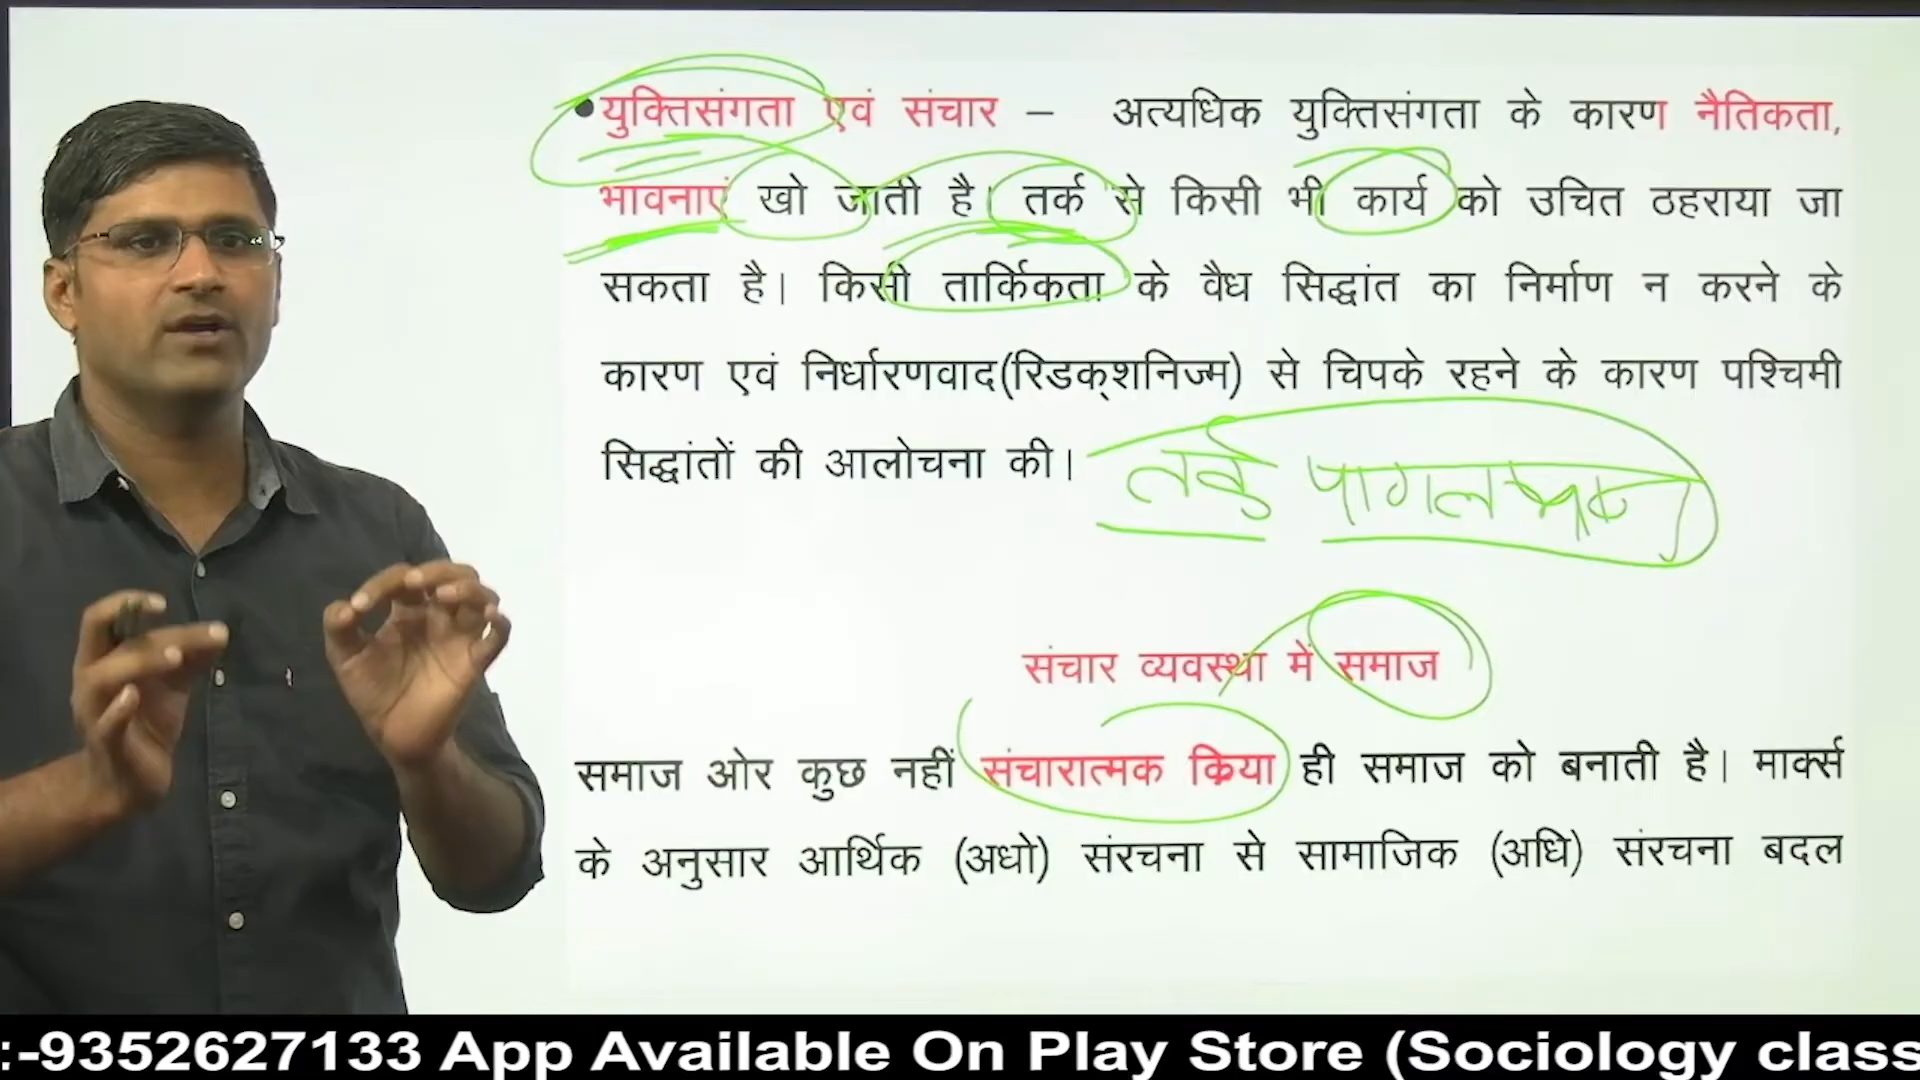 • युक्तिसंगता एवं संचार – अत्यधिक युक्तिसंगता के कारण नैतिकता,
भावनाएं खो जाती है। तर्क से किसी भी कार्य को उचित ठहराया जा
सकता है। किसी तार्किकता के वैध सिद्धांत का निर्माण न करने के
कारण एवं निर्धारणवाद(रिडक्शनिज्म) से चिपके रहने के कारण पश्चिमी
सिद्धांतों की आलोचना की।
तर्क पागल
संचार व्यवस्था में समाज
समाज ओर कुछ नहीं संचारात्मक क्रिया ही समाज को बनाती है। मार्क्स
के अनुसार आर्थिक (अधो) संरचना से सामाजिक (अधि) संरचना बदल
:-9352627133 App Available On Play Store (Sociology class